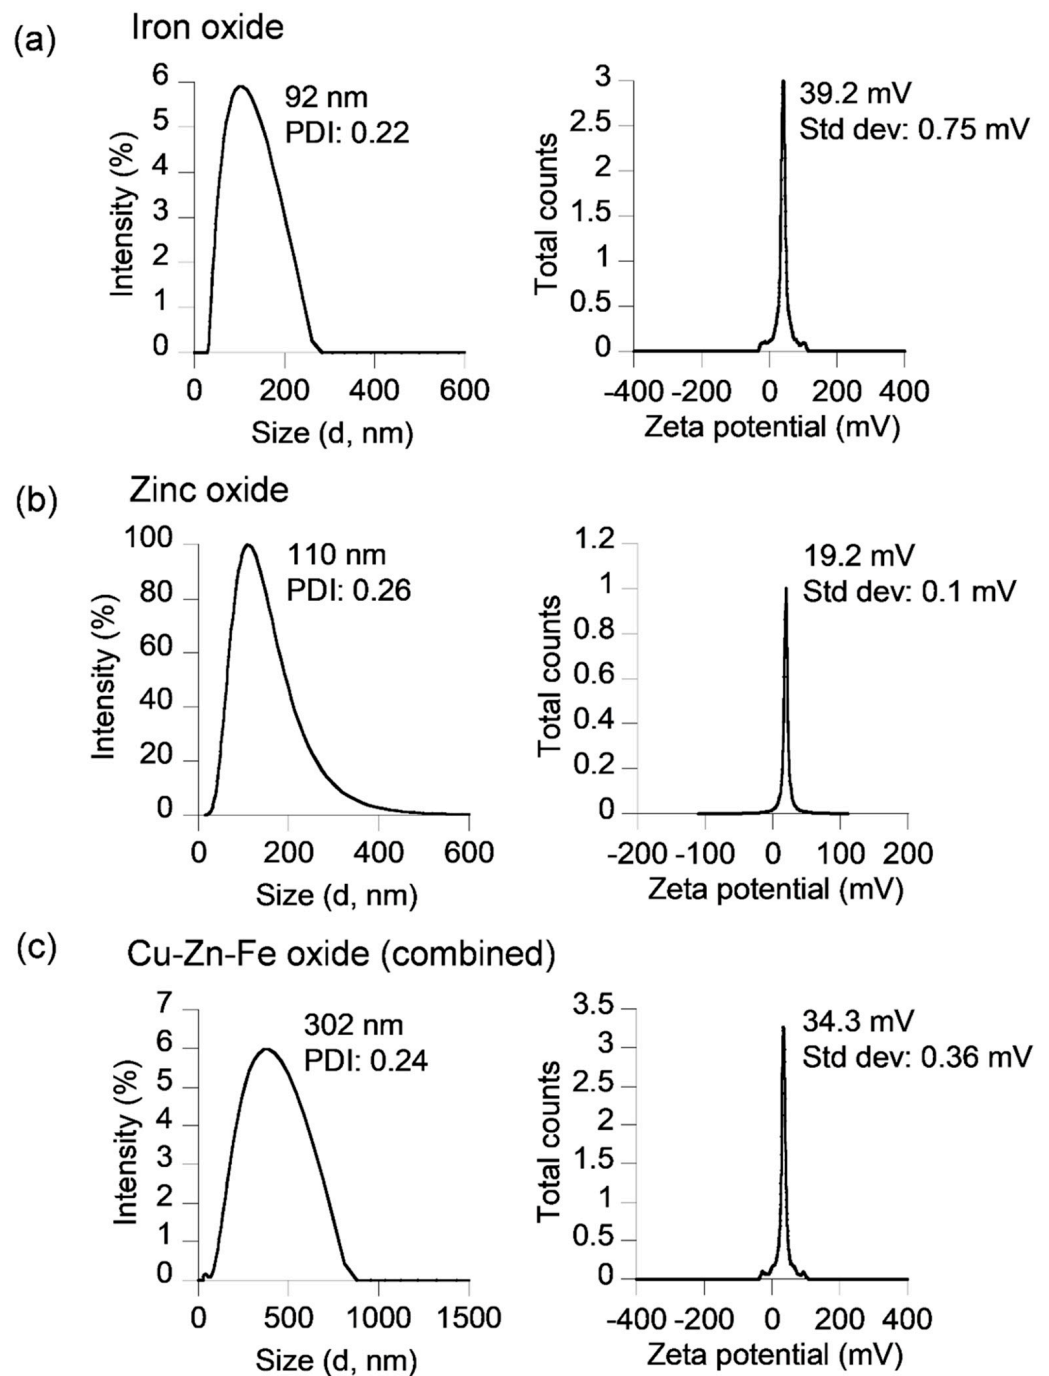 (a)
Iron oxide
92 nm
PDI: 0.22
Intensity (%)
6
5
4
3
2
1
0
0 200 400 600
Size (d, nm)
39.2 mV
Std dev: 0.75 mV
Total counts
3
2.5
2
1.5
1
0.5
0
-400 -200 0 200 400
Zeta potential (mV)
(b)
Zinc oxide
110 nm
PDI: 0.26
Intensity (%)
100
80
60
40
20
0
0 200 400 600
Size (d, nm)
19.2 mV
Std dev: 0.1 mV
Total counts
1.2
1
0.8
0.6
0.4
0.2
0
-200 -100 0 100 200
Zeta potential (mV)
(c)
Cu-Zn-Fe oxide (combined)
302 nm
PDI: 0.24
Intensity (%)
7
6
5
4
3
2
1
0
0 500 1000 1500
Size (d, nm)
34.3 mV
Std dev: 0.36 mV
Total counts
3.5
3
2.5
2
1.5
1
0.5
0
-400 -200 0 200 400
Zeta potential (mV)